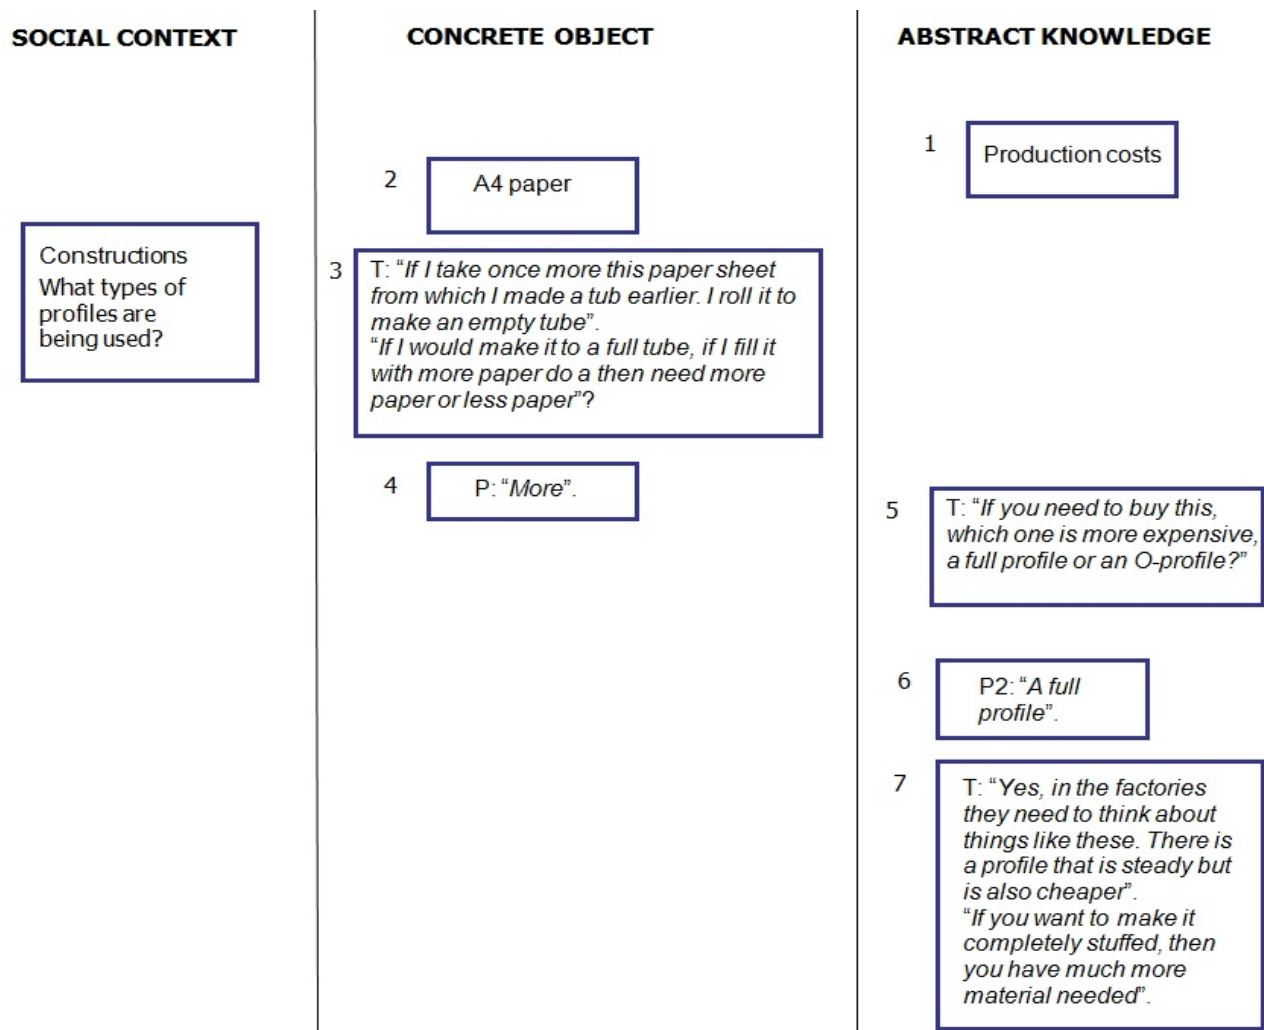 SOCIAL CONTEXT
CONCRETE OBJECT
ABSTRACT KNOWLEDGE
Constructions
What types of
profiles are
being used?
1
Production costs
2
A4 paper
3
T: “If I take once more this paper sheet
from which I made a tub earlier. I roll it to
make an empty tube”.
“If I would make it to a full tube, if I fill it
with more paper do a then need more
paper or less paper”?
4
P: “More”.
5
T: “If you need to buy this,
which one is more expensive,
a full profile or an O-profile?”
6
P2: “A full
profile”.
7
T: “Yes, in the factories
they need to think about
things like these. There is
a profile that is steady but
is also cheaper”.
“If you want to make it
completely stuffed, then
you have much more
material needed”.